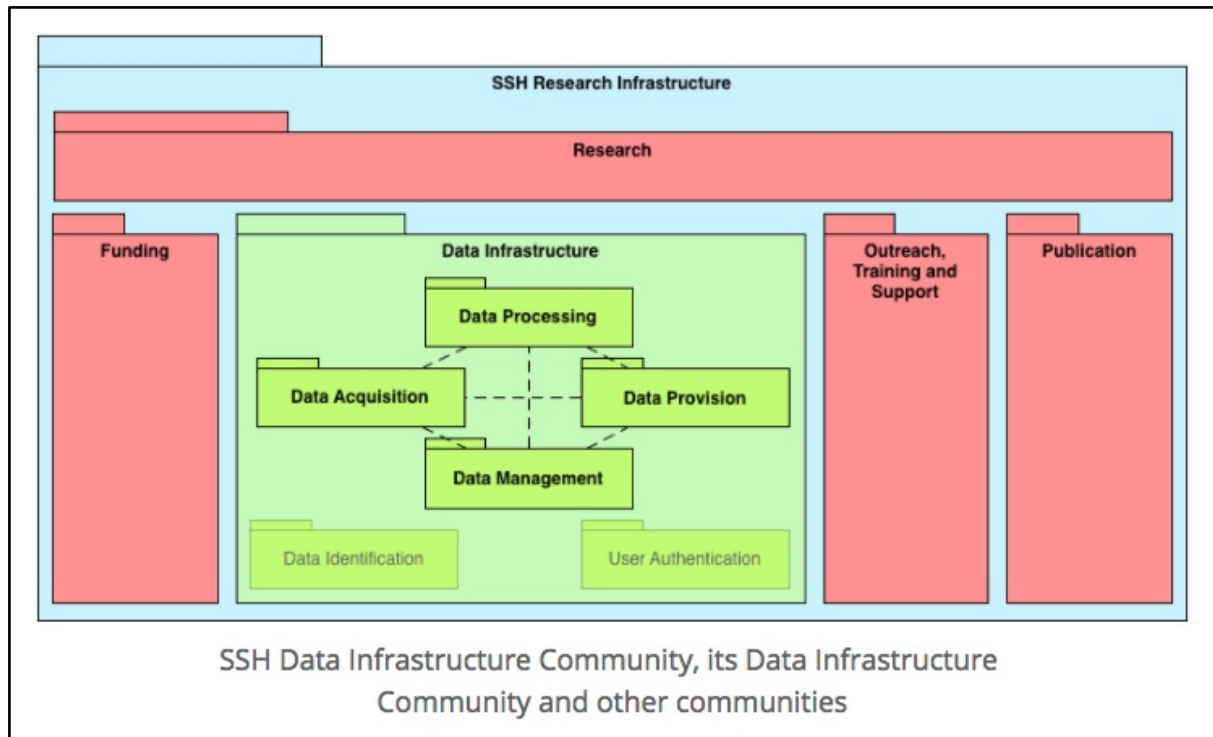 SSH Research Infrastructure
Research
Funding
Data Infrastructure
Outreach,
Training and
Support
Publication
Data Processing
Data Acquisition
Data Provision
Data Management
Data Identification
User Authentication
SSH Data Infrastructure Community, its Data Infrastructure
Community and other communities